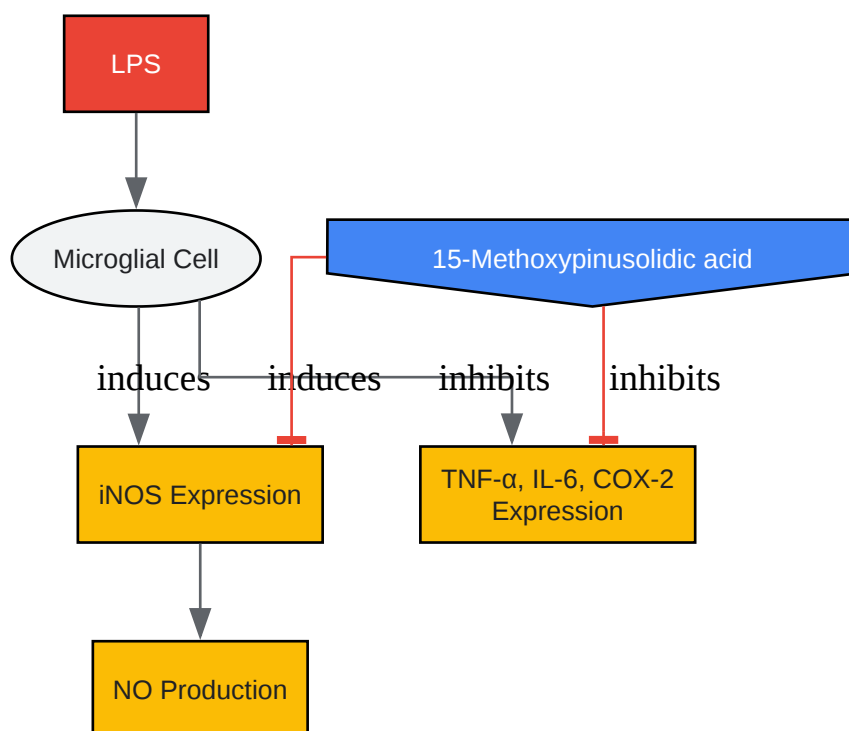 LPS
Microglial Cell
15-Methoxypinusolidic acid
induces
induces
inhibits
inhibits
iNOS Expression
TNF-α, IL-6, COX-2
Expression
NO Production